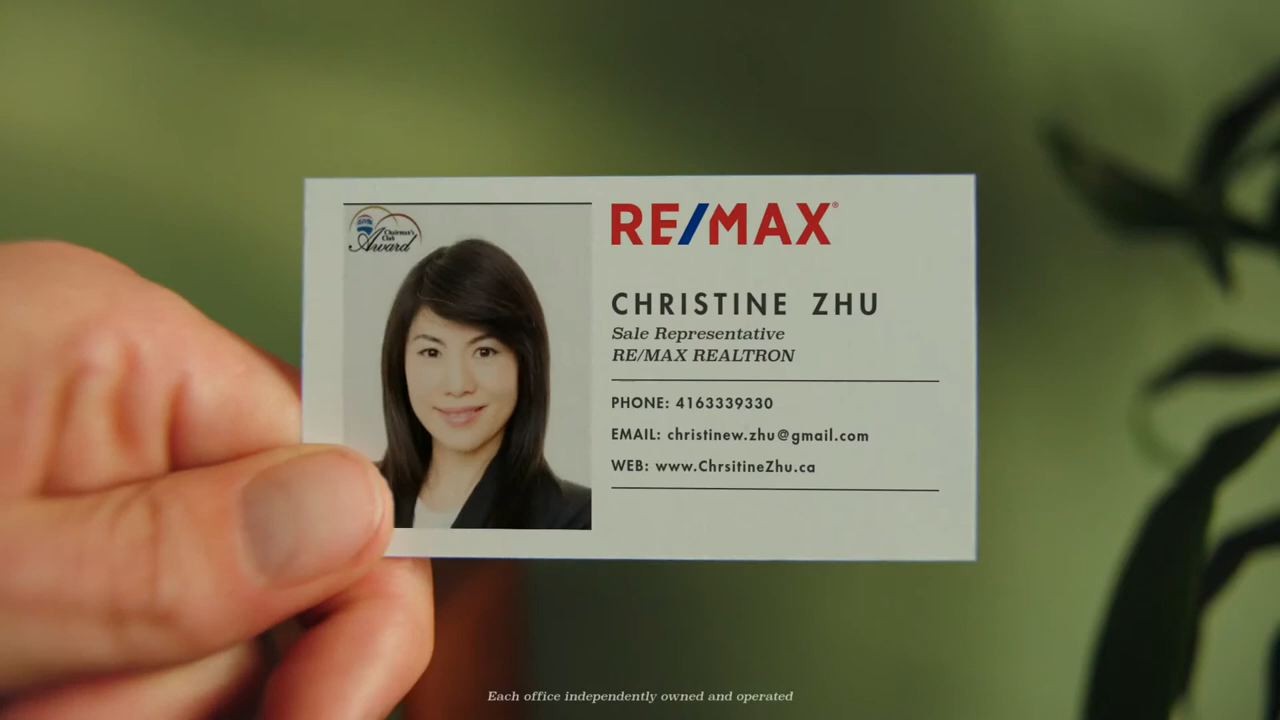 Chairman's
Club
Award
RE/MAX®
CHRISTINE ZHU
Sale Representative
RE/MAX REALTRON
PHONE: 4163339330
EMAIL: christinew.zhu@gmail.com
WEB: www.ChrsitineZhu.ca
Each office independently owned and operated